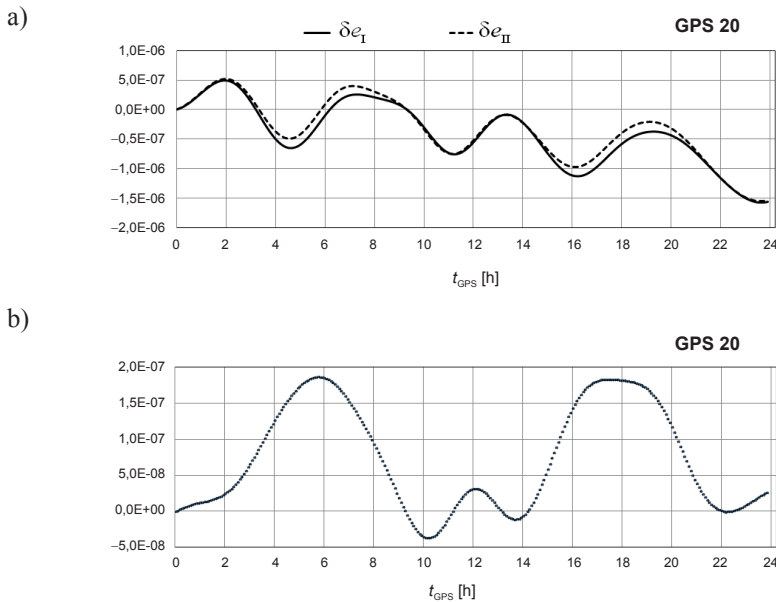 a)
δe_I δe_II GPS 20
1,0E-06
5,0E-07
0,0E+00
–0,5E-07
–1,0E-06
–1,5E-06
–2,0E-06
0 2 4 6 8 10 12 14 16 18 20 22 24
t_GPS [h]
b)
GPS 20
2,0E-07
1,5E-07
1,0E-07
5,0E-08
0,0E+00
–5,0E-08
0 2 4 6 8 10 12 14 16 18 20 22 24
t_GPS [h]